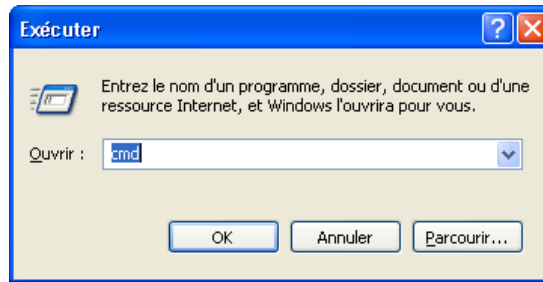 Exécuter
Entrez le nom d'un programme, dossier, document ou d'une
ressource Internet, et Windows l'ouvrira pour vous.
Ouvrir : cmd
OK Annuler Parcourir...